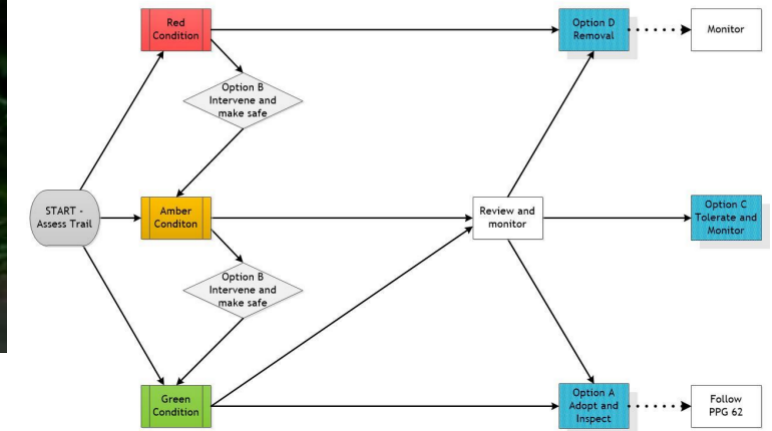 Red
Condition
Option D
Removal
Monitor
Option B
Intervene and
make safe
START -
Assess Trail
Amber
Conditon
Review and
monitor
Option C
Tolerate and
Monitor
Option B
Intervene and
make safe
Green
Condition
Option A
Adopt and
Inspect
Follow
PPG 62